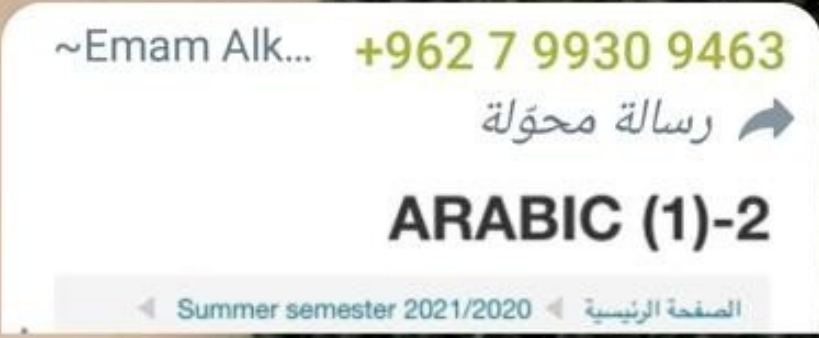 ~Emam Alk... +962 7 9930 9463
رسالة محوّلة
ARABIC (1)-2
الصفحة الرئيسية Summer semester 2021/2020